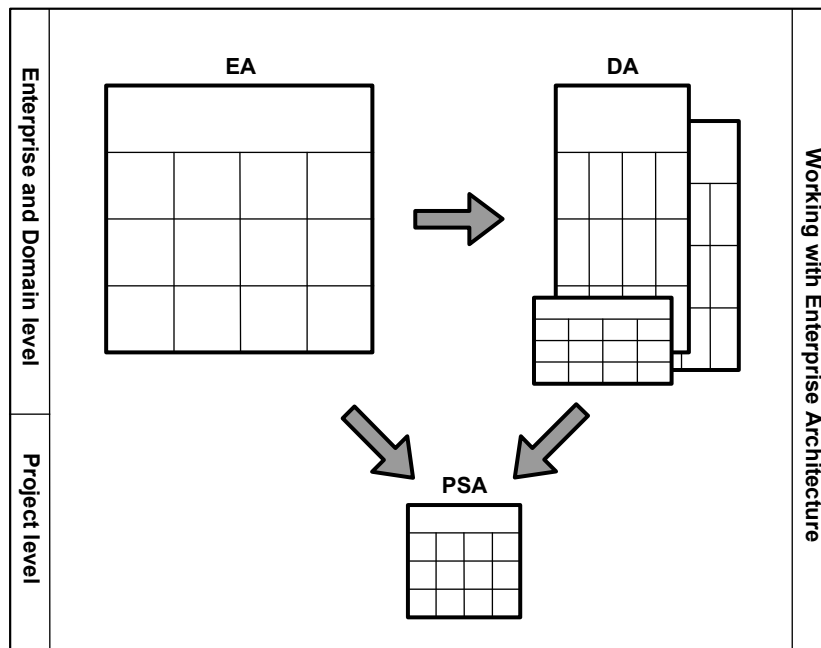 EA
DA
Enterprise and Domain level
Working with Enterprise Architecture
PSA
Project level